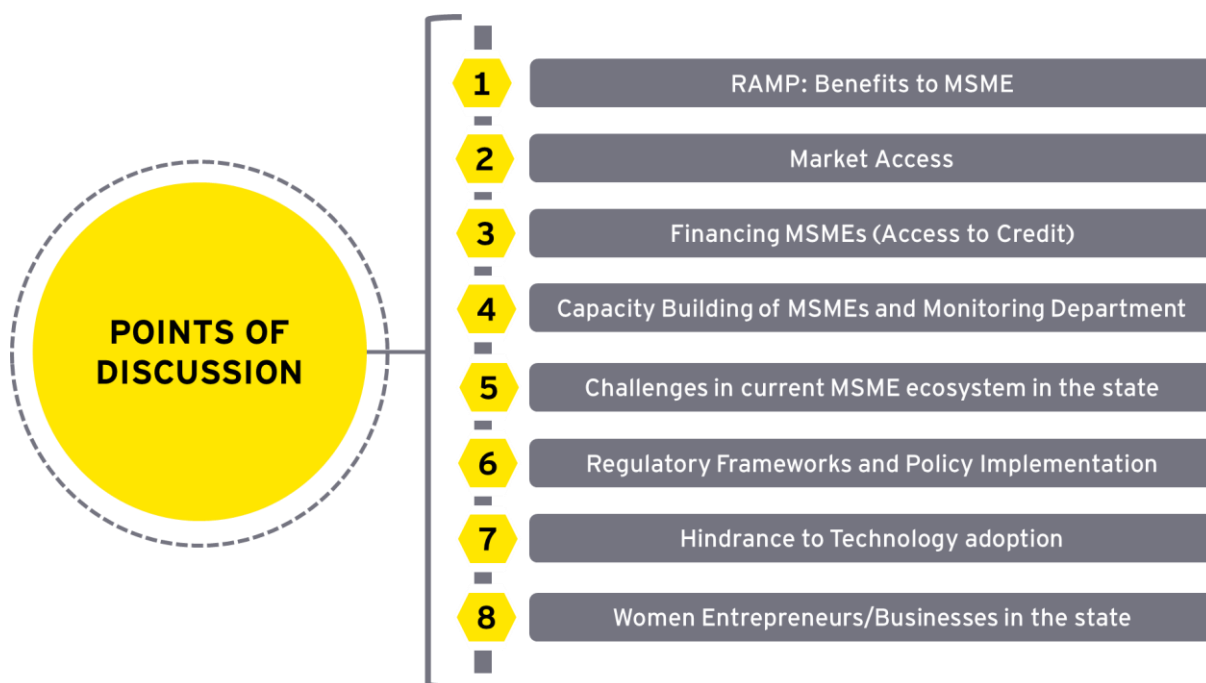 POINTS OF
DISCUSSION
1 RAMP: Benefits to MSME
2 Market Access
3 Financing MSMEs (Access to Credit)
4 Capacity Building of MSMEs and Monitoring Department
5 Challenges in current MSME ecosystem in the state
6 Regulatory Frameworks and Policy Implementation
7 Hindrance to Technology adoption
8 Women Entrepreneurs/Businesses in the state